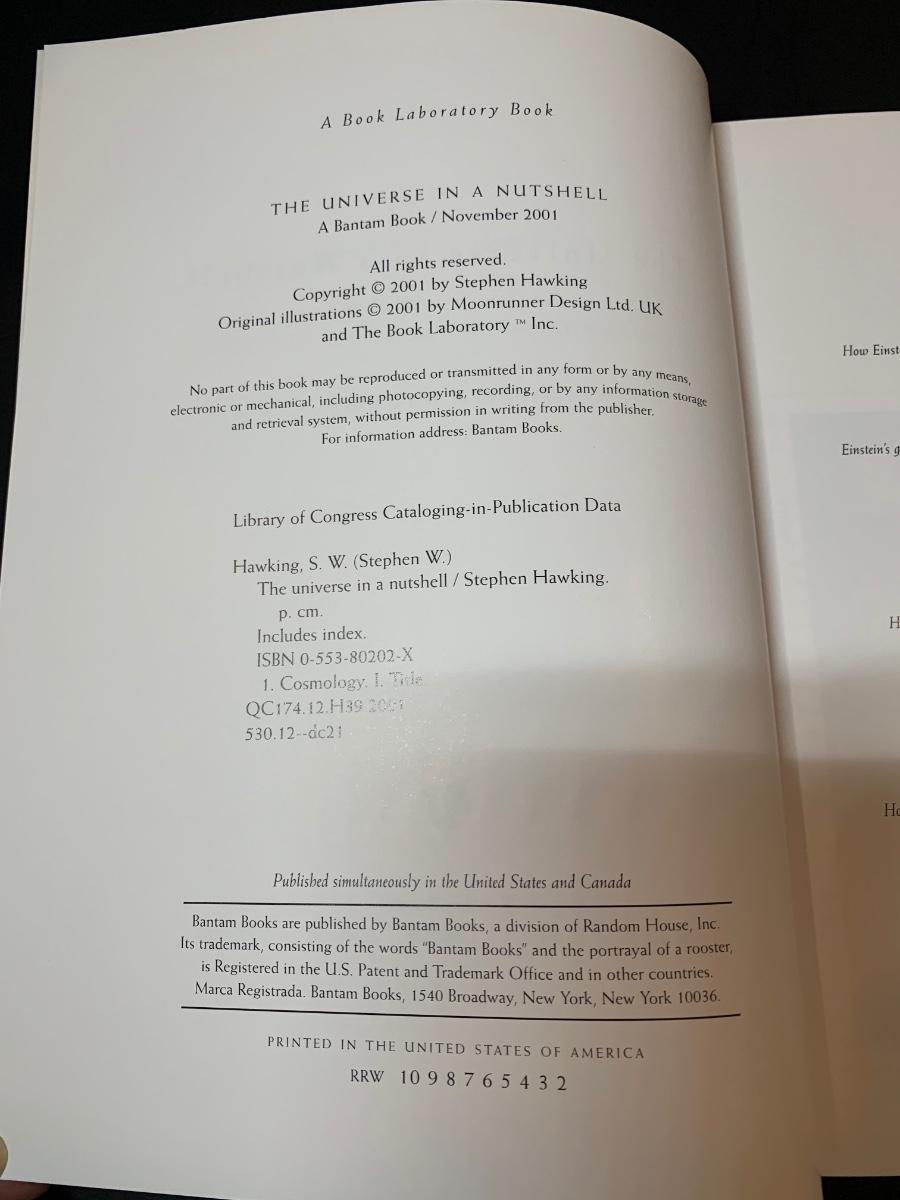 A Book Laboratory Book
THE UNIVERSE IN A NUTSHELL
A Bantam Book / November 2001
All rights reserved.
Copyright © 2001 by Stephen Hawking
Original illustrations © 2001 by Moonrunner Design Ltd. UK
and The Book Laboratory ™ Inc.
No part of this book may be reproduced or transmitted in any form or by any means,
electronic or mechanical, including photocopying, recording, or by any information storage
and retrieval system, without permission in writing from the publisher.
For information address: Bantam Books.
Library of Congress Cataloging-in-Publication Data
Hawking, S. W. (Stephen W.)
The universe in a nutshell / Stephen Hawking.
p. cm.
Includes index.
ISBN 0-553-80202-X
1. Cosmology. I. Title.
QC174.12.H39 2001
530.12--dc21
Published simultaneously in the United States and Canada
Bantam Books are published by Bantam Books, a division of Random House, Inc.
Its trademark, consisting of the words “Bantam Books” and the portrayal of a rooster,
is Registered in the U.S. Patent and Trademark Office and in other countries.
Marca Registrada. Bantam Books, 1540 Broadway, New York, New York 10036.
PRINTED IN THE UNITED STATES OF AMERICA
RRW 10 9 8 7 6 5 4 3 2
How Einst
Einstein's g
H
Ho